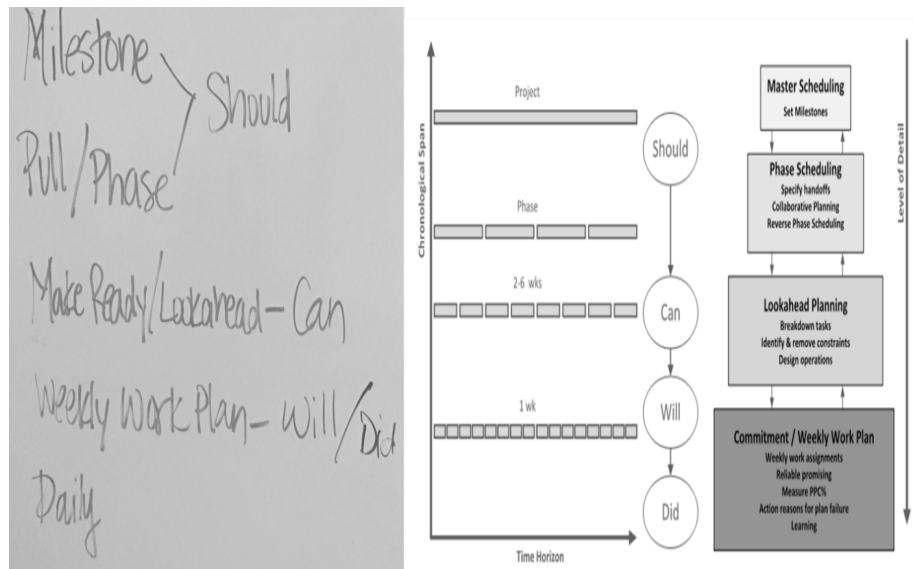 Milestone
Should
Pull/Phase
Make Ready/Lookahead – Can
Weekly Work Plan – Will/Did
Daily
Chronological Span
Project
Phase
2-6 wks
1 wk
Time Horizon
Should
Can
Will
Did
Master Scheduling
Set Milestones
Phase Scheduling
Specify handoffs
Collaborative Planning
Reverse Phase Scheduling
Lookahead Planning
Breakdown tasks
Identify & remove constraints
Design operations
Commitment / Weekly Work Plan
Weekly work assignments
Reliable promising
Measure PPC%
Action reasons for plan failure
Learning
Level of Detail